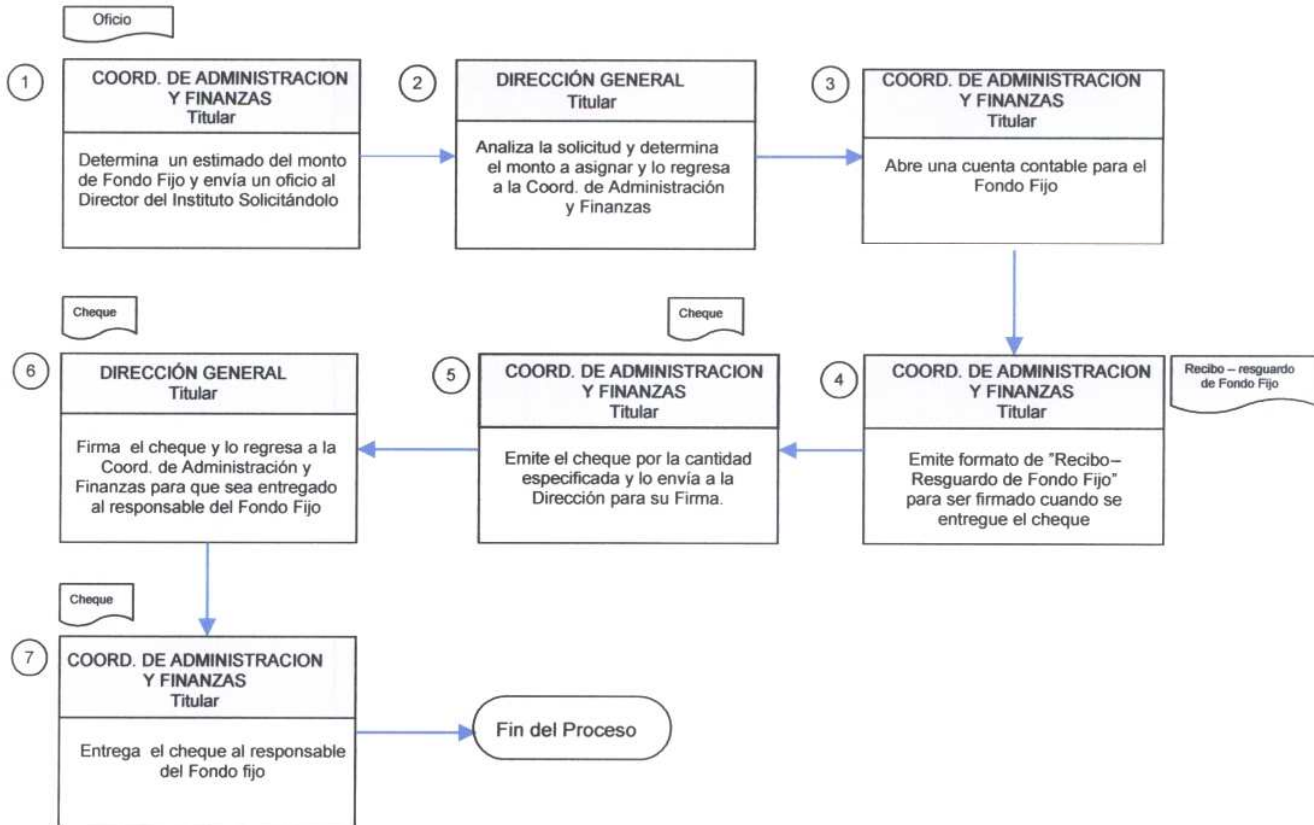 Oficio
1
COORD. DE ADMINISTRACION
Y FINANZAS
Titular
Determina un estimado del monto
de Fondo Fijo y envía un oficio al
Director del Instituto Solicitándolo
2
DIRECCIÓN GENERAL
Titular
Analiza la solicitud y determina
el monto a asignar y lo regresa
a la Coord. de Administración
y Finanzas
3
COORD. DE ADMINISTRACION
Y FINANZAS
Titular
Abre una cuenta contable para el
Fondo Fijo
4
COORD. DE ADMINISTRACION
Y FINANZAS
Titular
Emite formato de "Recibo–
Resguardo de Fondo Fijo"
para ser firmado cuando se
entregue el cheque
Recibo – resguardo
de Fondo Fijo
Cheque
5
COORD. DE ADMINISTRACION
Y FINANZAS
Titular
Emite el cheque por la cantidad
especificada y lo envía a la
Dirección para su Firma.
Cheque
6
DIRECCIÓN GENERAL
Titular
Firma el cheque y lo regresa a la
Coord. de Administración y
Finanzas para que sea entregado
al responsable del Fondo Fijo
Cheque
7
COORD. DE ADMINISTRACION
Y FINANZAS
Titular
Entrega el cheque al responsable
del Fondo fijo
Fin del Proceso